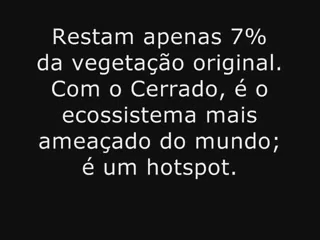 Restam apenas 7%
da vegetação original.
Com o Cerrado, é o
ecossistema mais
ameaçado do mundo;
é um hotspot.